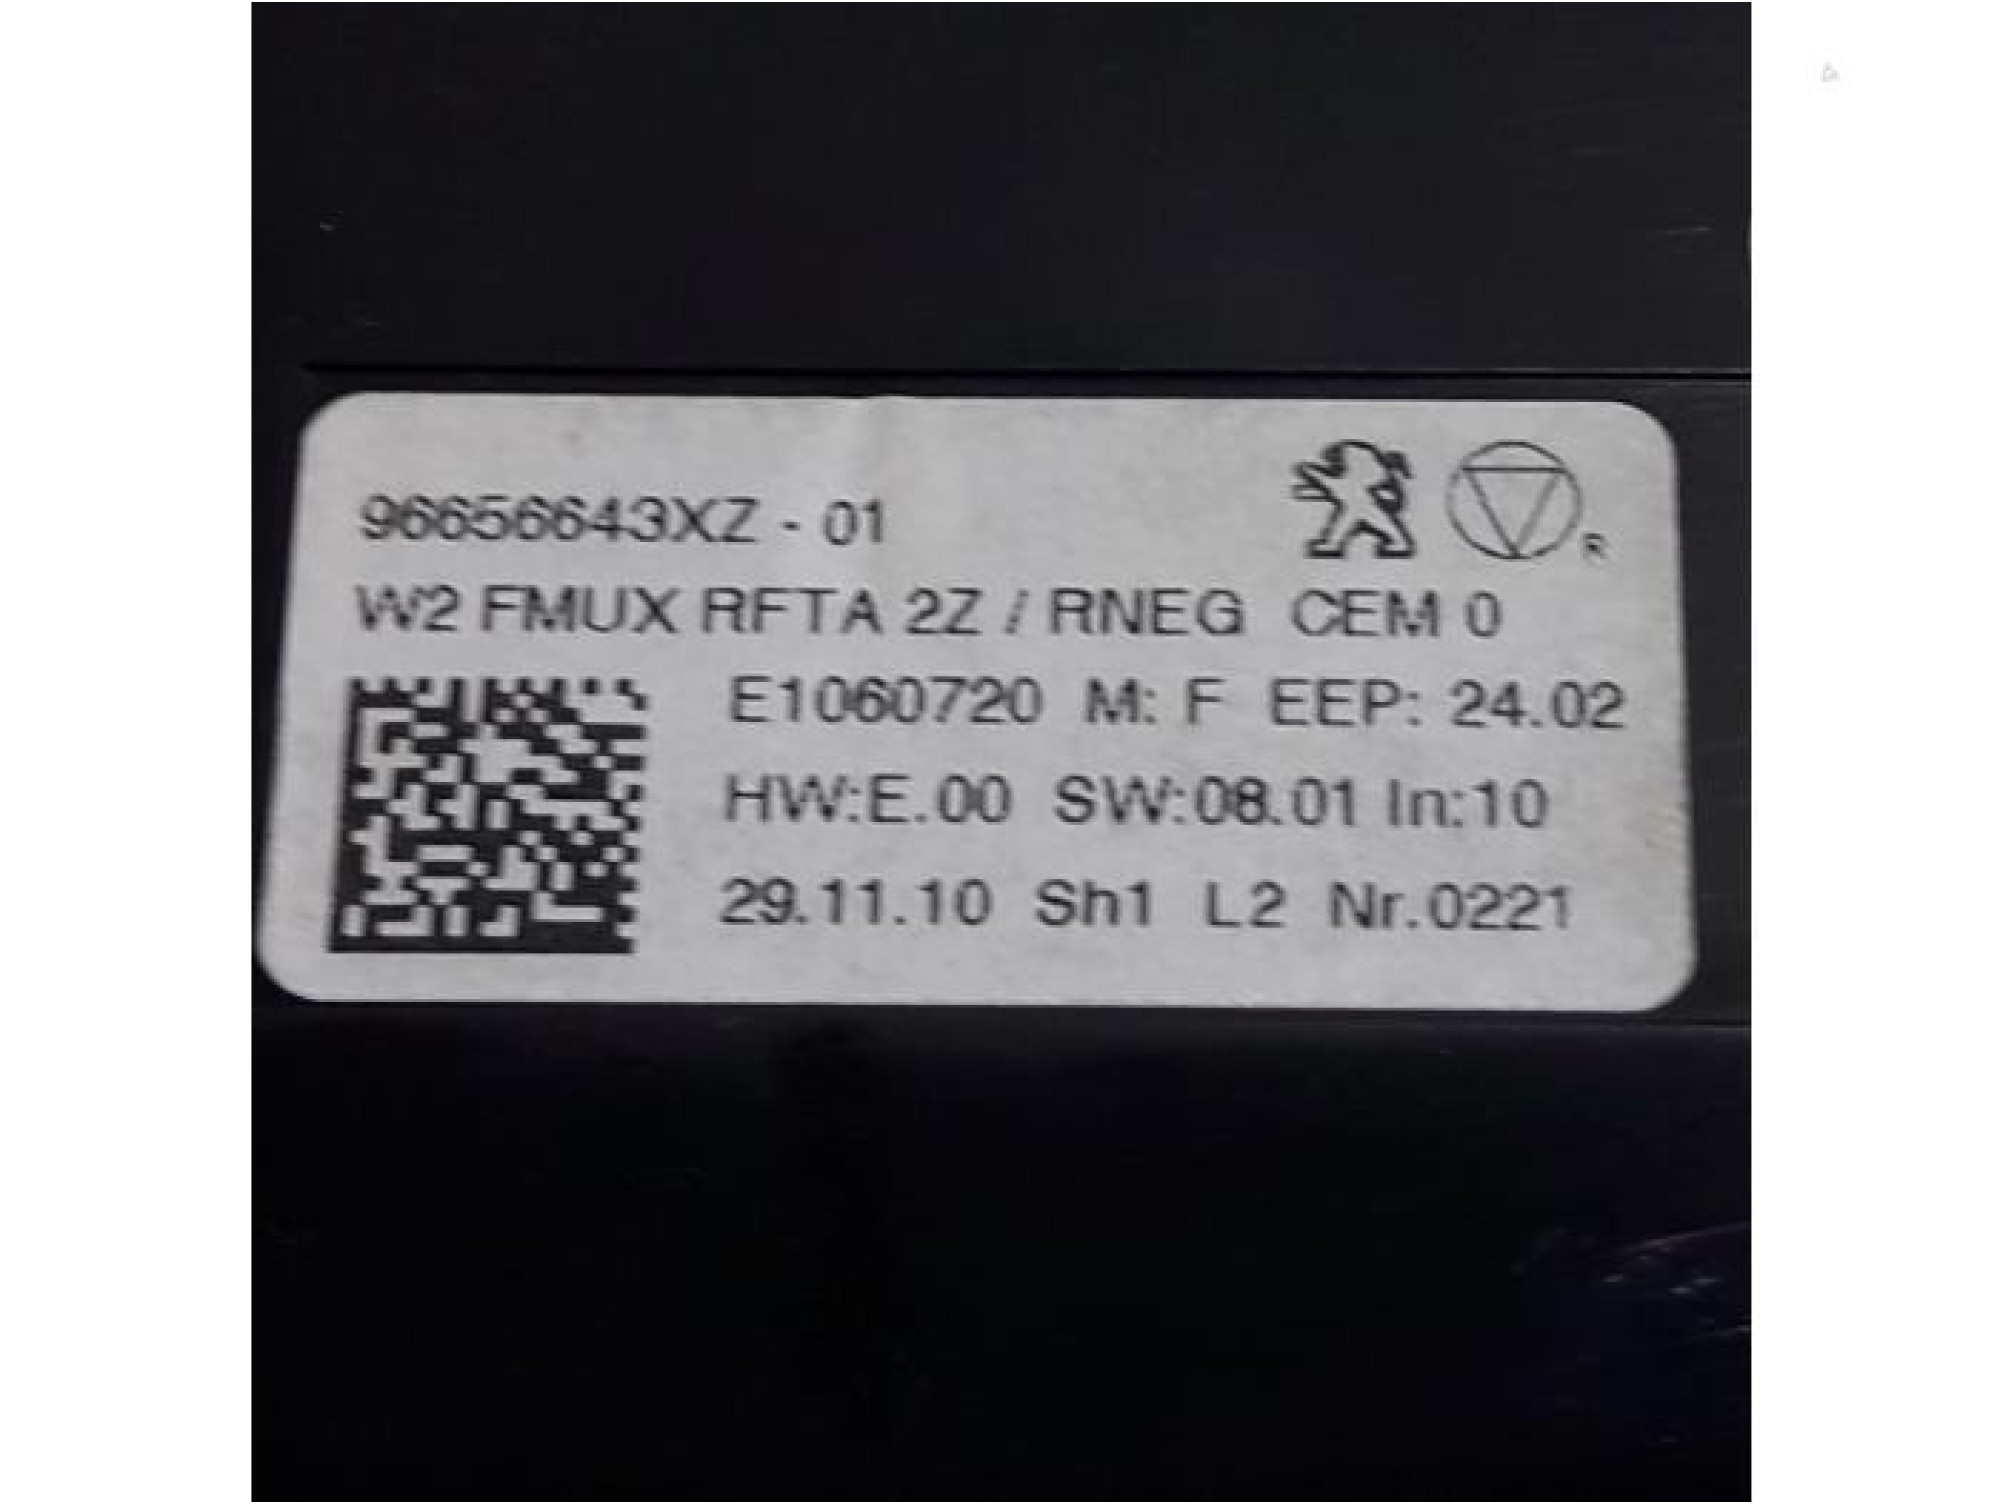 96656643XZ - 01
R
W2 FMUX RFTA 2Z / RNEG CEM 0
E1060720 M: F EEP: 24.02
HW:E.00 SW:08.01 In:10
29.11.10 Sh1 L2 Nr.0221